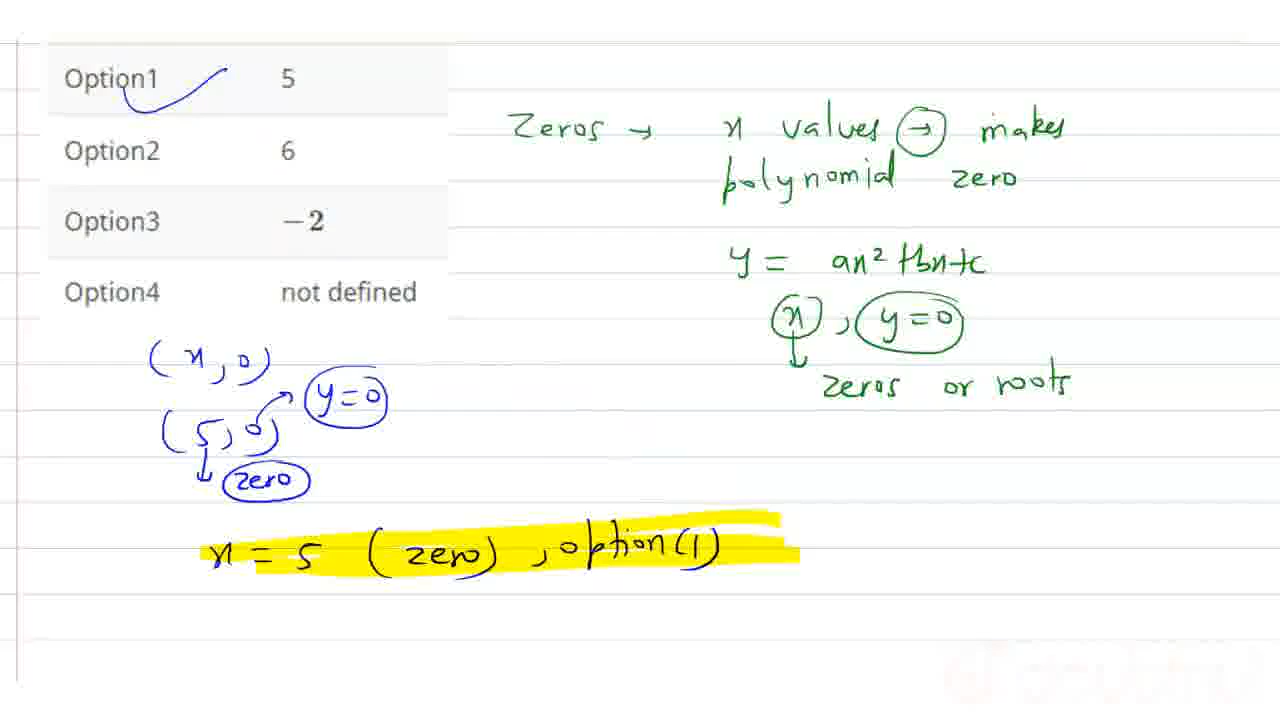 Option1 5
Option2 6
Option3 −2
Option4 not defined
Zeros → x values → makes
polynomial zero
y = ax² + bx + c
x , y = 0
zeros or roots
(x, 0)
(5, 0) → y = 0
zero
x = 5 (zero), option (1)